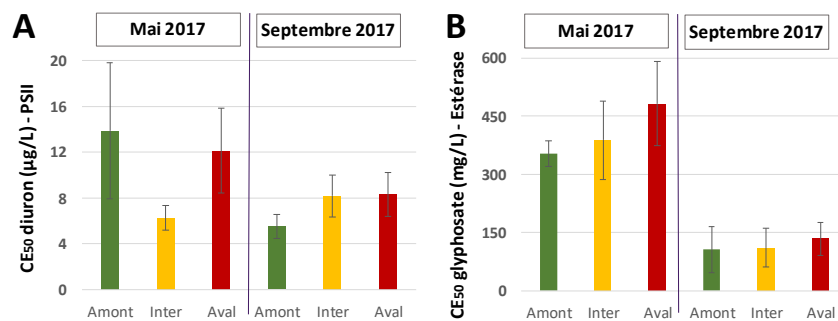 A
Mai 2017
Septembre 2017
CE50 diuron (µg/L) - PSII
20
16
12
8
4
0
Amont
Inter
Aval
Amont
Inter
Aval
B
Mai 2017
Septembre 2017
CE50 glyphosate (mg/L) - Estérase
600
450
300
150
0
Amont
Inter
Aval
Amont
Inter
Aval